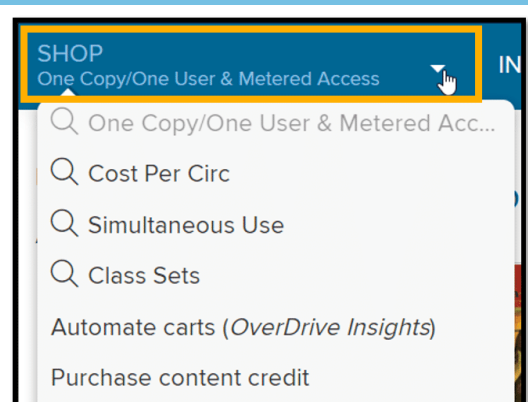 SHOP
IN
One Copy/One User & Metered Access
One Copy/One User & Metered Acc...
Cost Per Circ
Simultaneous Use
Class Sets
Automate carts (OverDrive Insights)
Purchase content credit